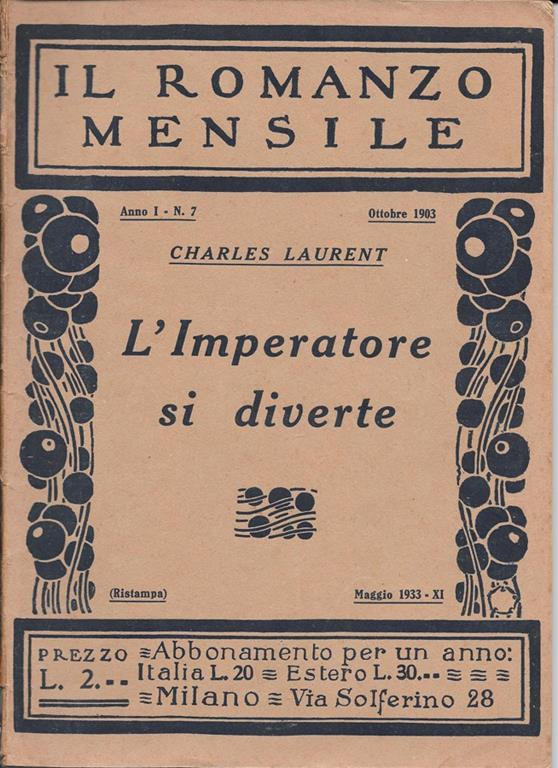 IL ROMANZO
MENSILE
Anno I - N. 7 Ottobre 1903
CHARLES LAURENT
L'Imperatore
si diverte
(Ristampa) Maggio 1933 - XI
PREZZO
L. 2.--
≡Abbonamento per un anno:
Italia L. 20 ≡ Estero L. 30.-- ≡ ≡ ≡
≡Milano ≡ Via Solferino 28